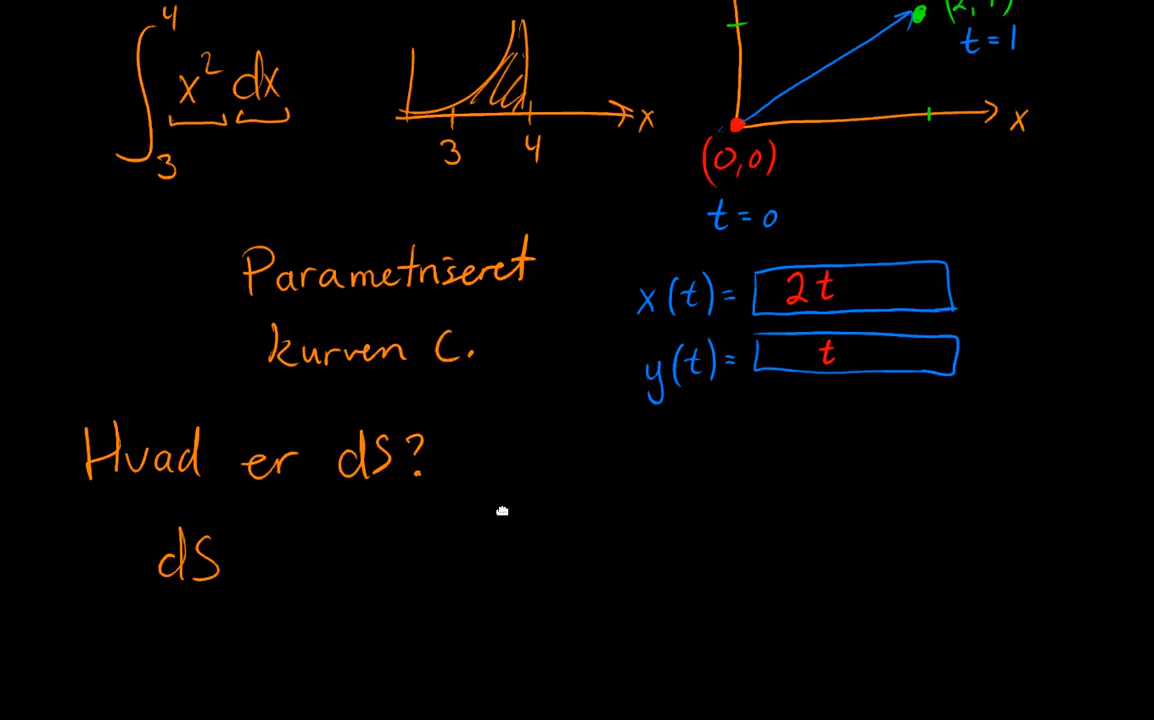 ∫₃⁴ x² dx
3 4 x
t = 1
x
(0,0)
t = 0
Parametriseret
kurven C.
x(t) = 2t
y(t) = t
Hvad er dS?
dS